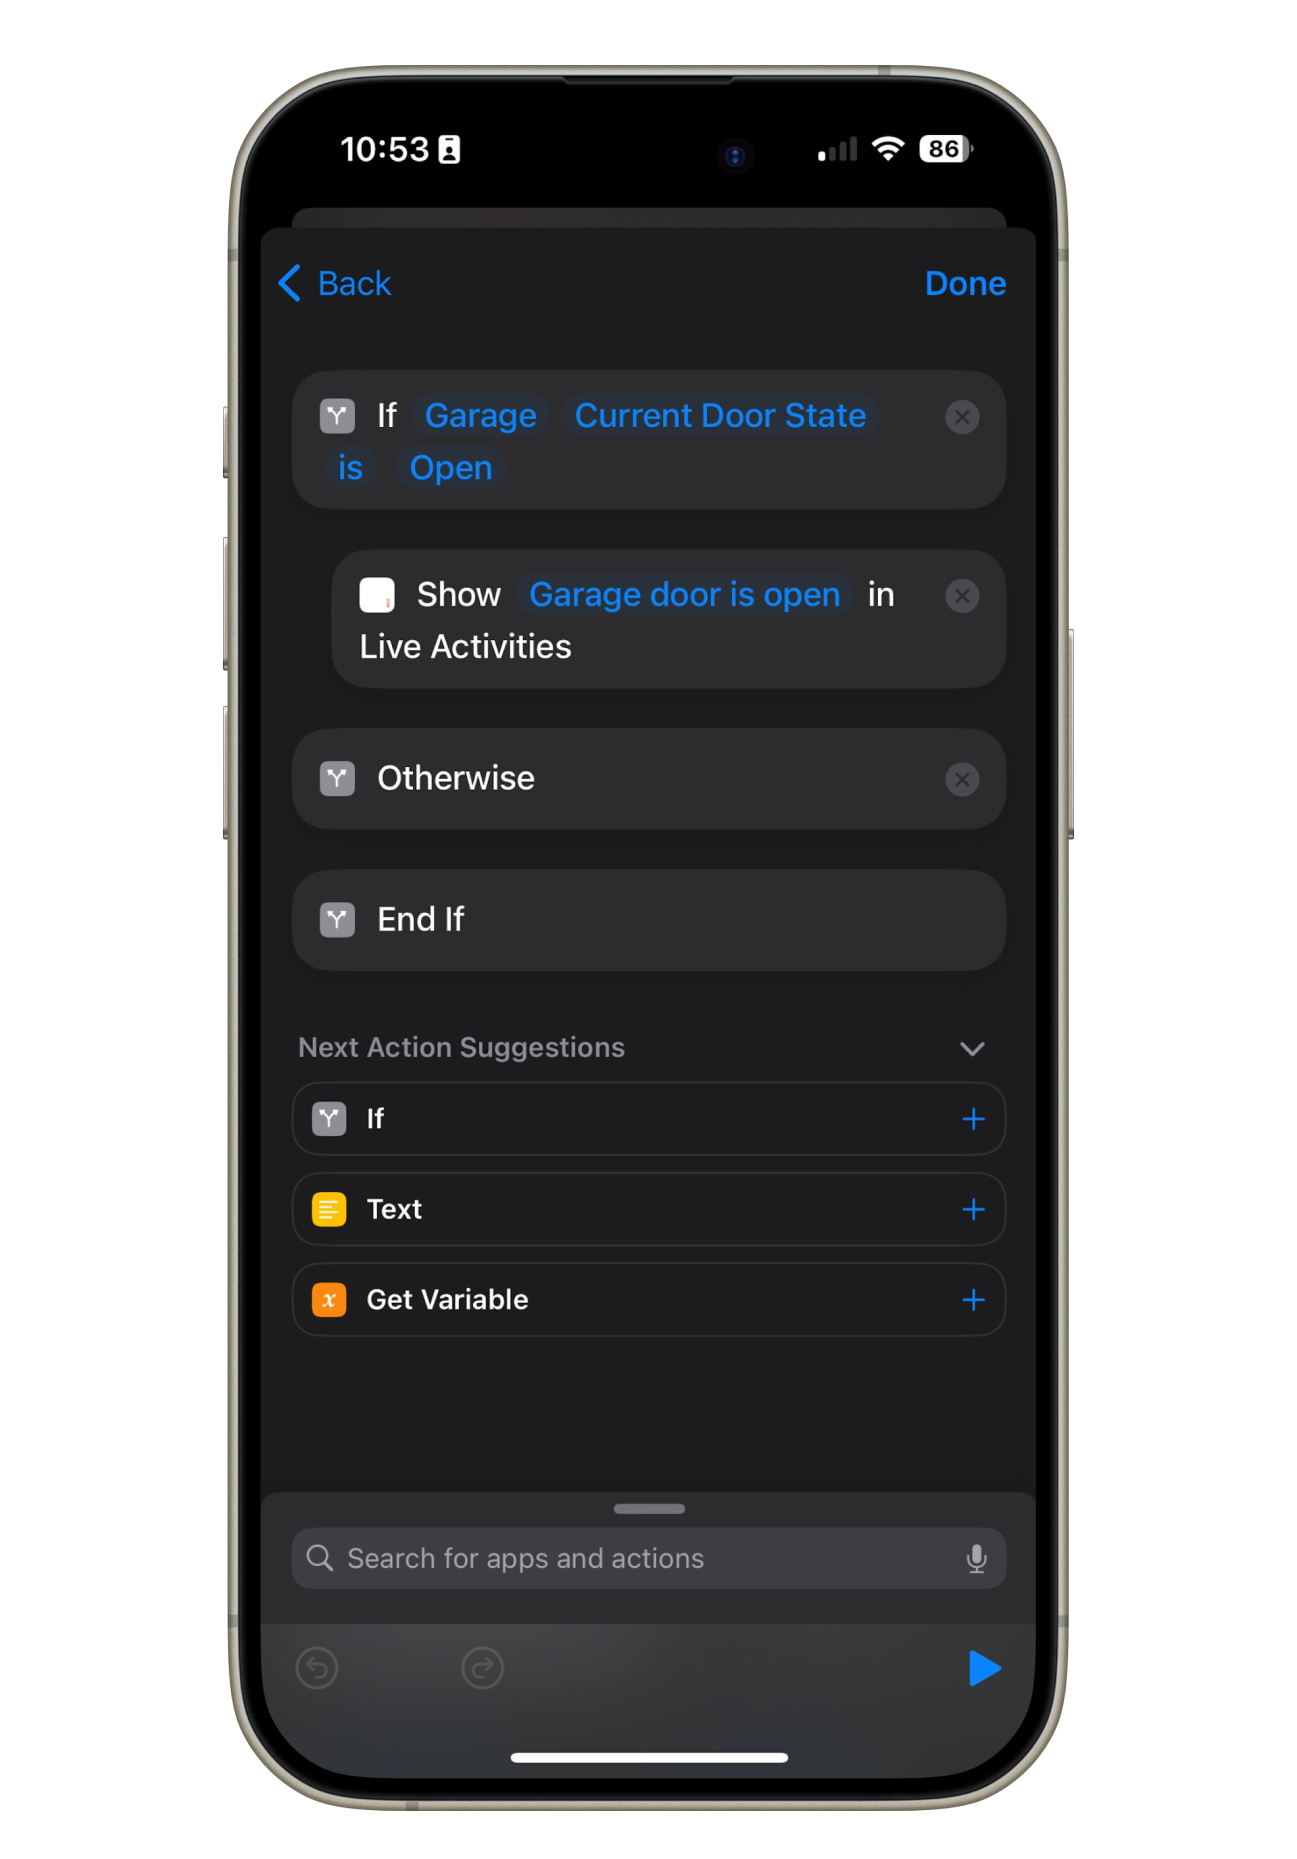 10:53
86
Back
Done
If Garage Current Door State
is Open
Show Garage door is open in
Live Activities
Otherwise
End If
Next Action Suggestions
If
Text
x Get Variable
Search for apps and actions